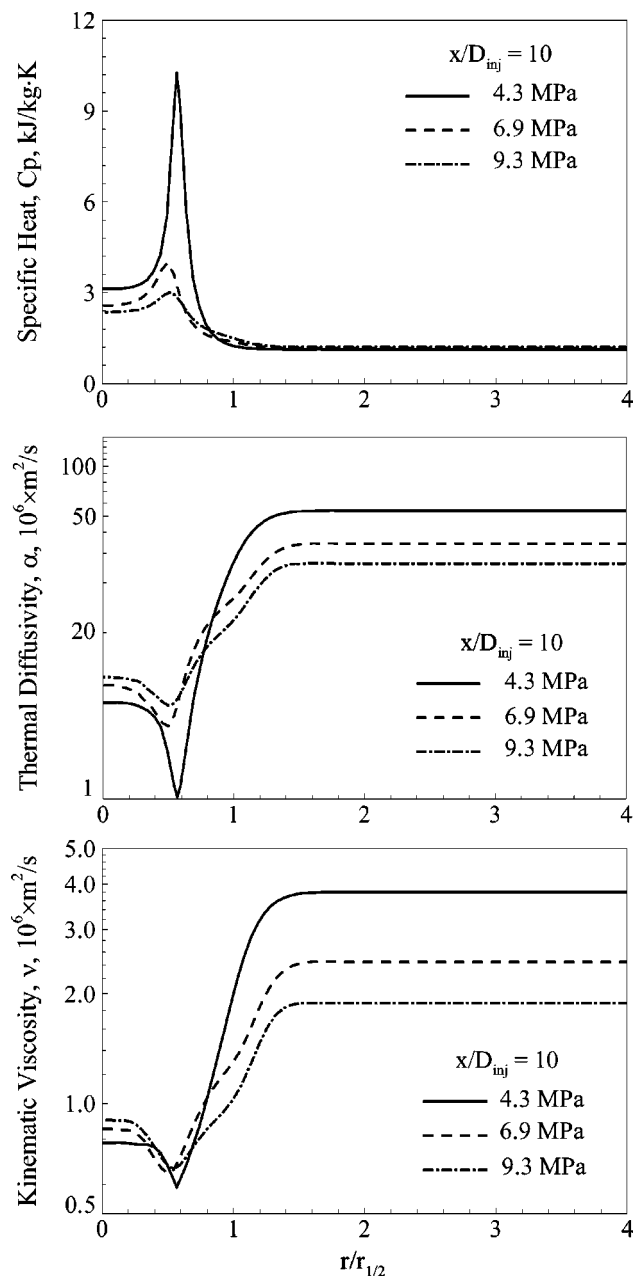 Specific Heat, Cp, kJ/kg·K
12
9
6
3
0
x/D_inj = 10
4.3 MPa
6.9 MPa
9.3 MPa
0 1 2 3 4
Thermal Diffusivity, α, 10⁶×m²/s
100
50
20
1
x/D_inj = 10
4.3 MPa
6.9 MPa
9.3 MPa
0 1 2 3 4
Kinematic Viscosity, ν, 10⁶×m²/s
5.0
4.0
3.0
2.0
1.0
0.5
x/D_inj = 10
4.3 MPa
6.9 MPa
9.3 MPa
0 1 2 3 4
r/r_1/2